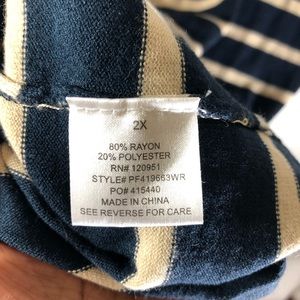 2X
80% RAYON
20% POLYESTER
RN# 120951
STYLE# PF419663WR
PO# 415440
MADE IN CHINA
SEE REVERSE FOR CARE